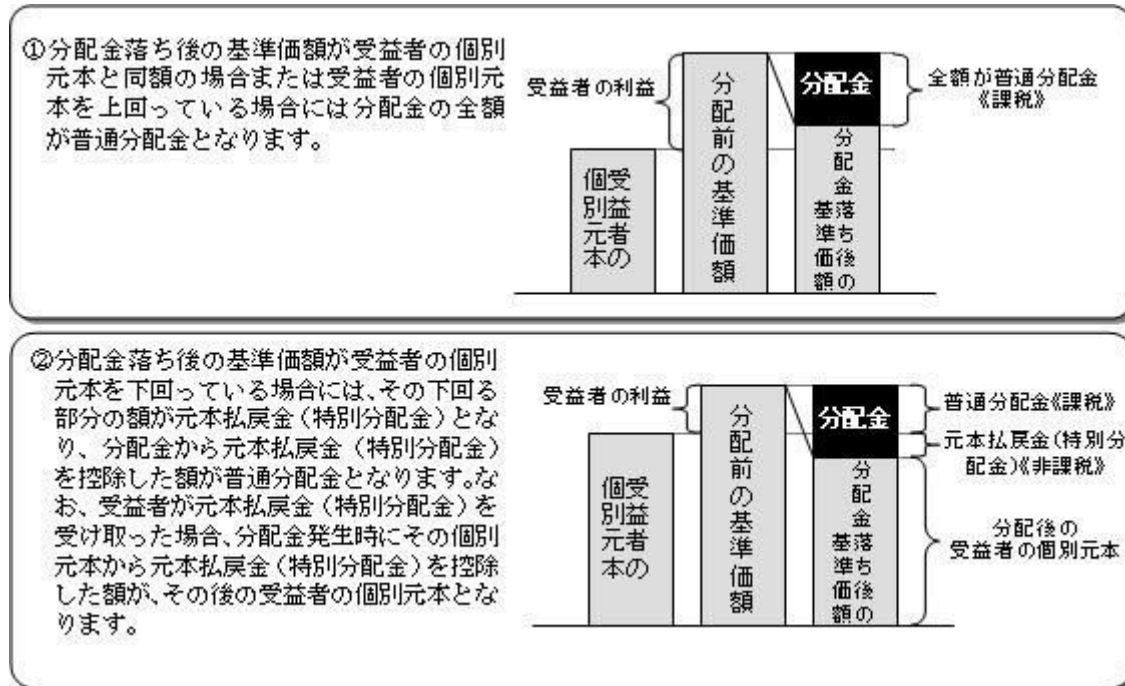 ①分配金落ち後の基準価額が受益者の個別
元本と同額の場合または受益者の個別元
本を上回っている場合には分配金の全額
が普通分配金となります。
受益者の利益
受益者の
個別元本
分配前の基準価額
分配金
分配金落ち後の
基準価額
全額が普通分配金
《課税》
②分配金落ち後の基準価額が受益者の個別
元本を下回っている場合には、その下回る
部分の額が元本払戻金（特別分配金）とな
り、分配金から元本払戻金（特別分配金）
を控除した額が普通分配金となります。な
お、受益者が元本払戻金（特別分配金）を
受け取った場合、分配金発生時にその個別
元本から元本払戻金（特別分配金）を控除
した額が、その後の受益者の個別元本とな
ります。
受益者の利益
受益者の
個別元本
分配前の基準価額
分配金
分配金落ち後の
基準価額
普通分配金《課税》
元本払戻金（特別分
配金）《非課税》
分配後の
受益者の個別元本